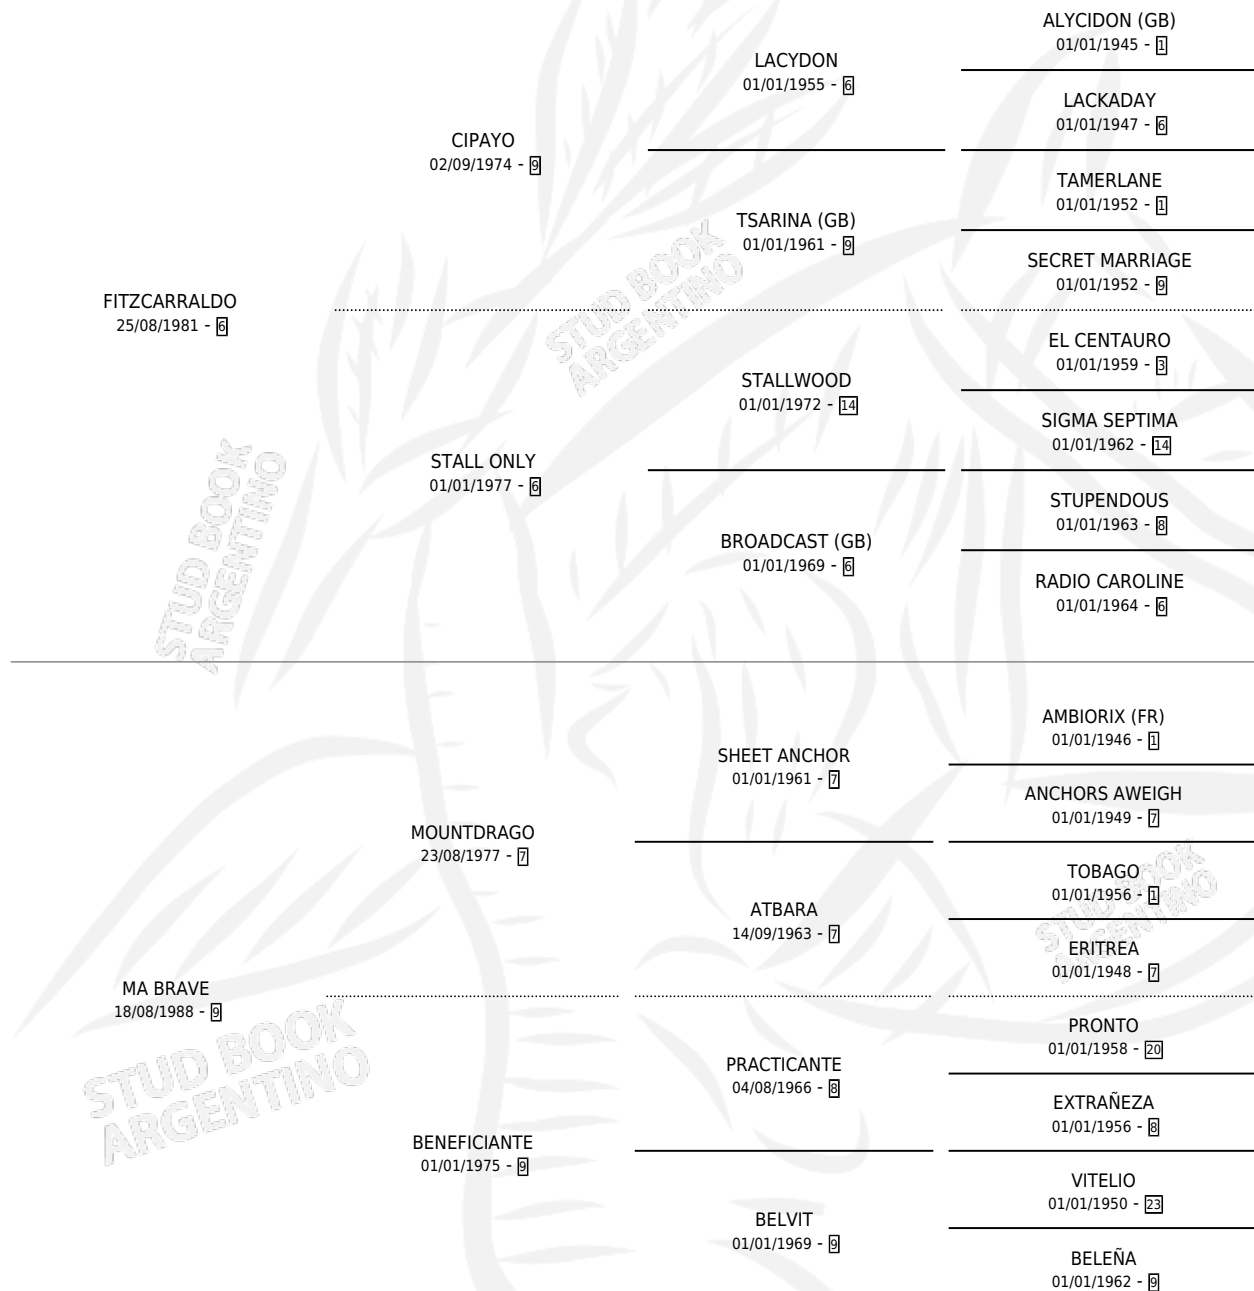 ALYCIDON (GB)
01/01/1945 - 1
LACYDON
01/01/1955 - 6
LACKADAY
01/01/1947 - 6
CIPAYO
02/09/1974 - 9
TAMERLANE
01/01/1952 - 1
TSARINA (GB)
01/01/1961 - 9
SECRET MARRIAGE
01/01/1952 - 9
FITZCARRALDO
25/08/1981 - 6
EL CENTAURO
01/01/1959 - 3
STALLWOOD
01/01/1972 - 14
SIGMA SEPTIMA
01/01/1962 - 14
STALL ONLY
01/01/1977 - 6
STUPENDOUS
01/01/1963 - 8
BROADCAST (GB)
01/01/1969 - 6
RADIO CAROLINE
01/01/1964 - 6
STUD BOOK
ARGENTINO
STUD BOOK
ARGENTINO
AMBIORIX (FR)
01/01/1946 - 1
SHEET ANCHOR
01/01/1961 - 7
ANCHORS AWEIGH
01/01/1949 - 7
MOUNTDRAGO
23/08/1977 - 7
TOBAGO
01/01/1956 - 1
ATBARA
14/09/1963 - 7
ERITREA
01/01/1948 - 7
MA BRAVE
18/08/1988 - 9
PRONTO
01/01/1958 - 20
PRACTICANTE
04/08/1966 - 8
EXTRAÑEZA
01/01/1956 - 8
BENEFICIANTE
01/01/1975 - 9
VITELIO
01/01/1950 - 23
BELVIT
01/01/1969 - 9
BELEÑA
01/01/1962 - 9
STUD BOOK
ARGENTINO
STUD BOOK
ARGENTINO